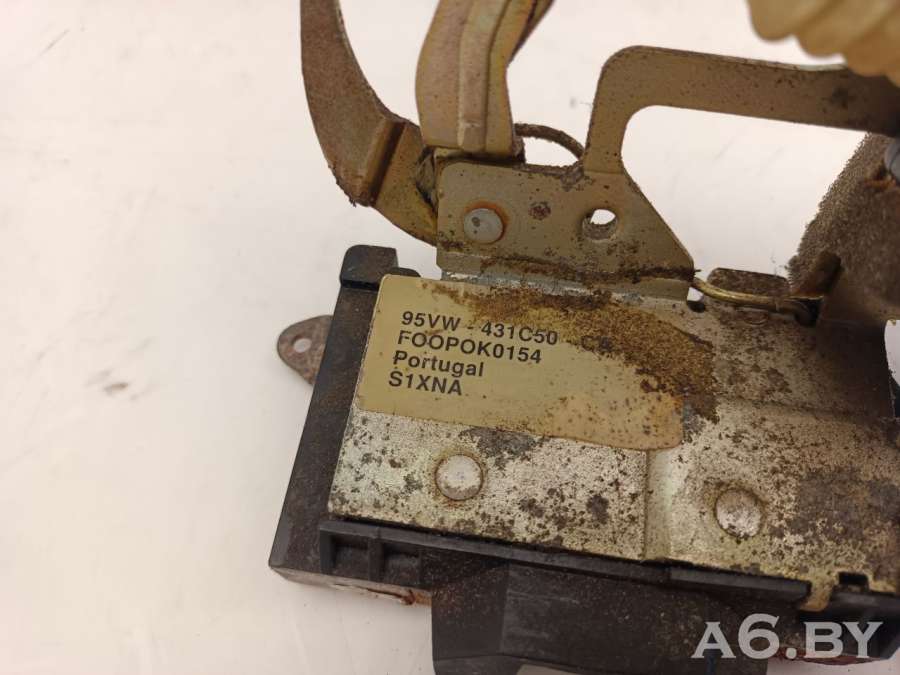 95VW - 431C50
FOOPOK0154
Portugal
S1XNA
A6.BY